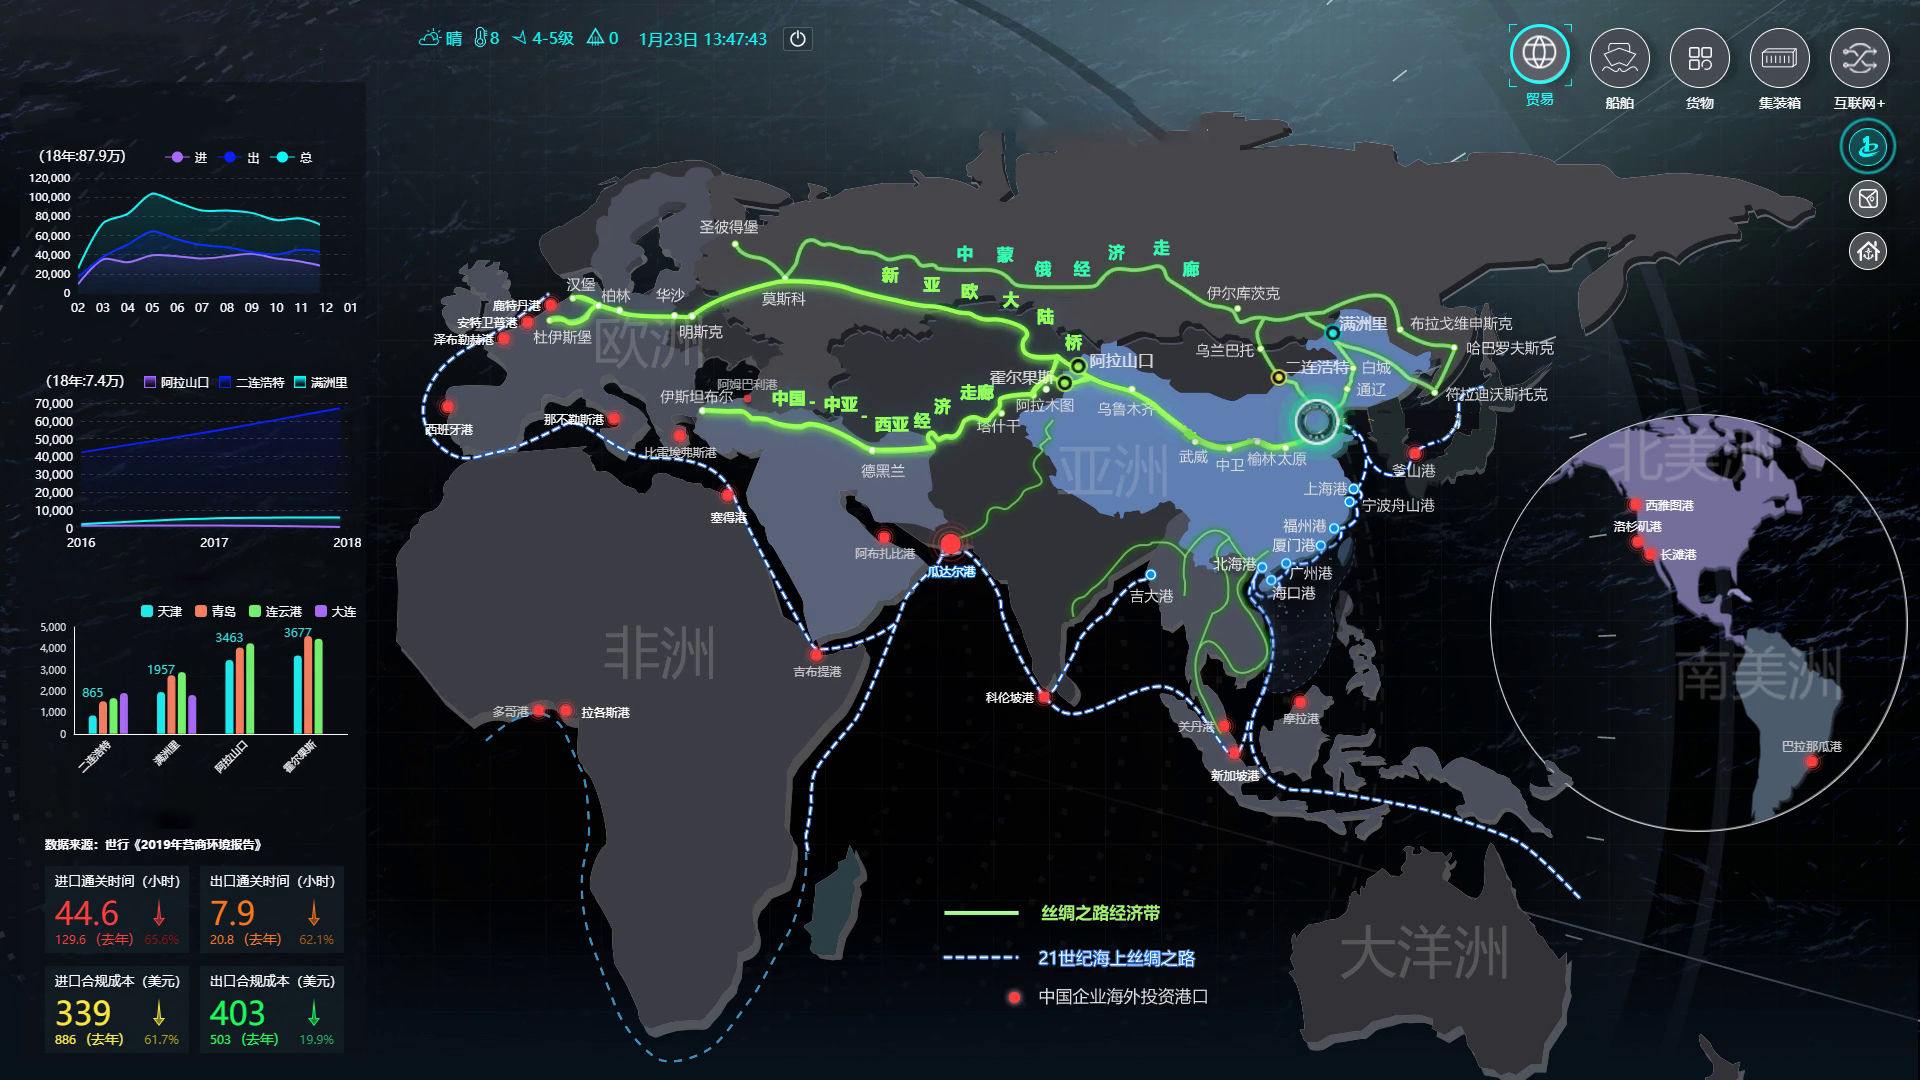 晴 8 4-5级 0 1月23日 13:47:43
贸易 船舶 货物 集装箱 互联网+
(18年:87.9万) 进 出 总
120,000
100,000
80,000
60,000
40,000
20,000
0
02 03 04 05 06 07 08 09 10 11 12 01
(18年:7.4万) 阿拉山口 二连浩特 满洲里
70,000
60,000
50,000
40,000
30,000
20,000
10,000
0
2016 2017 2018
天津 青岛 连云港 大连
5,000
4,000
3,000
2,000
1,000
0
865 1957 3463 3677
二连浩特 满洲里 阿拉山口 霍尔果斯
数据来源：世行《2019年营商环境报告》
进口通关时间（小时）
44.6
129.6（去年） 65.6%
出口通关时间（小时）
7.9
20.8（去年） 62.1%
进口合规成本（美元）
339
886（去年） 61.7%
出口合规成本（美元）
403
503（去年） 19.9%
圣彼得堡
中蒙俄经济走廊
新亚欧大陆桥
汉堡
柏林
华沙
莫斯科
伊尔库茨克
鹿特丹港
安特卫普港
泽布勒赫港
杜伊斯堡
明斯克
欧洲
满洲里
布拉戈维申斯克
乌兰巴托
哈巴罗夫斯克
阿拉山口
二连浩特
白城
霍尔果斯
通辽
符拉迪沃斯托克
阿姆巴利港
伊斯坦布尔
中国-中亚-西亚经济走廊
阿拉木图
乌鲁木齐
塔什干
西班牙港
那不勒斯港
比雷埃弗斯港
德黑兰
亚洲
武威
中卫
榆林
太原
釜山港
塞得港
上海港
宁波舟山港
福州港
阿布扎比港
瓜达尔港
厦门港
北海港
广州港
吉大港
海口港
非洲
吉布提港
科伦坡港
多哥港
拉各斯港
关丹港
摩拉港
新加坡港
北美洲
西雅图港
洛杉矶港
长滩港
南美洲
巴拉那瓜港
大洋洲
丝绸之路经济带
21世纪海上丝绸之路
中国企业海外投资港口